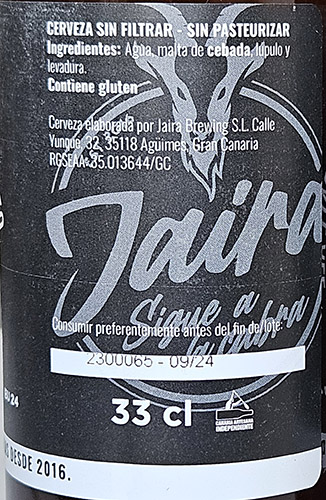 CERVEZA SIN FILTRAR - SIN PASTEURIZAR
Ingredientes: Agua, malta de cebada, lúpulo y
levadura.
Contiene gluten
Cerveza elaborada por Jaira Brewing S.L. Calle
Yunque, 32, 35118 Agüimes, Gran Canaria
RGSEAA:35.013644/GC
Jaira
Sigue a
la cabra
Consumir preferentemente antes del fin de/lote:
2300065 - 09/24
33 cl
CANARIA ARTESANA
INDEPENDIENTE
DESDE 2016.